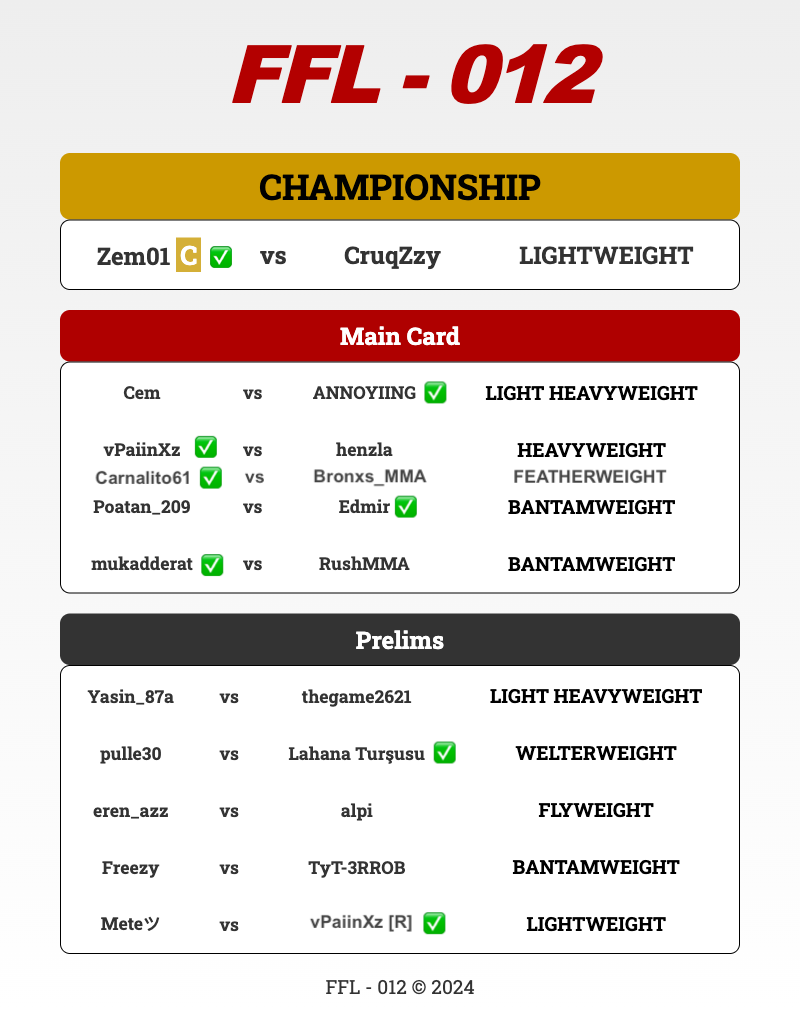 FFL - 012
CHAMPIONSHIP
Zem01 C ✅ vs CruqZzy LIGHTWEIGHT
Main Card
Cem vs ANNOYIING ✅ LIGHT HEAVYWEIGHT
vPaiinXz ✅ vs henzla HEAVYWEIGHT
Carnalito61 ✅ vs Bronxs_MMA FEATHERWEIGHT
Poatan_209 vs Edmir ✅ BANTAMWEIGHT
mukadderat ✅ vs RushMMA BANTAMWEIGHT
Prelims
Yasin_87a vs thegame2621 LIGHT HEAVYWEIGHT
pulle30 vs Lahana Turşusu ✅ WELTERWEIGHT
eren_azz vs alpi FLYWEIGHT
Freezy vs TyT-3RROB BANTAMWEIGHT
Meteツ vs vPaiinXz [R] ✅ LIGHTWEIGHT
FFL - 012 © 2024